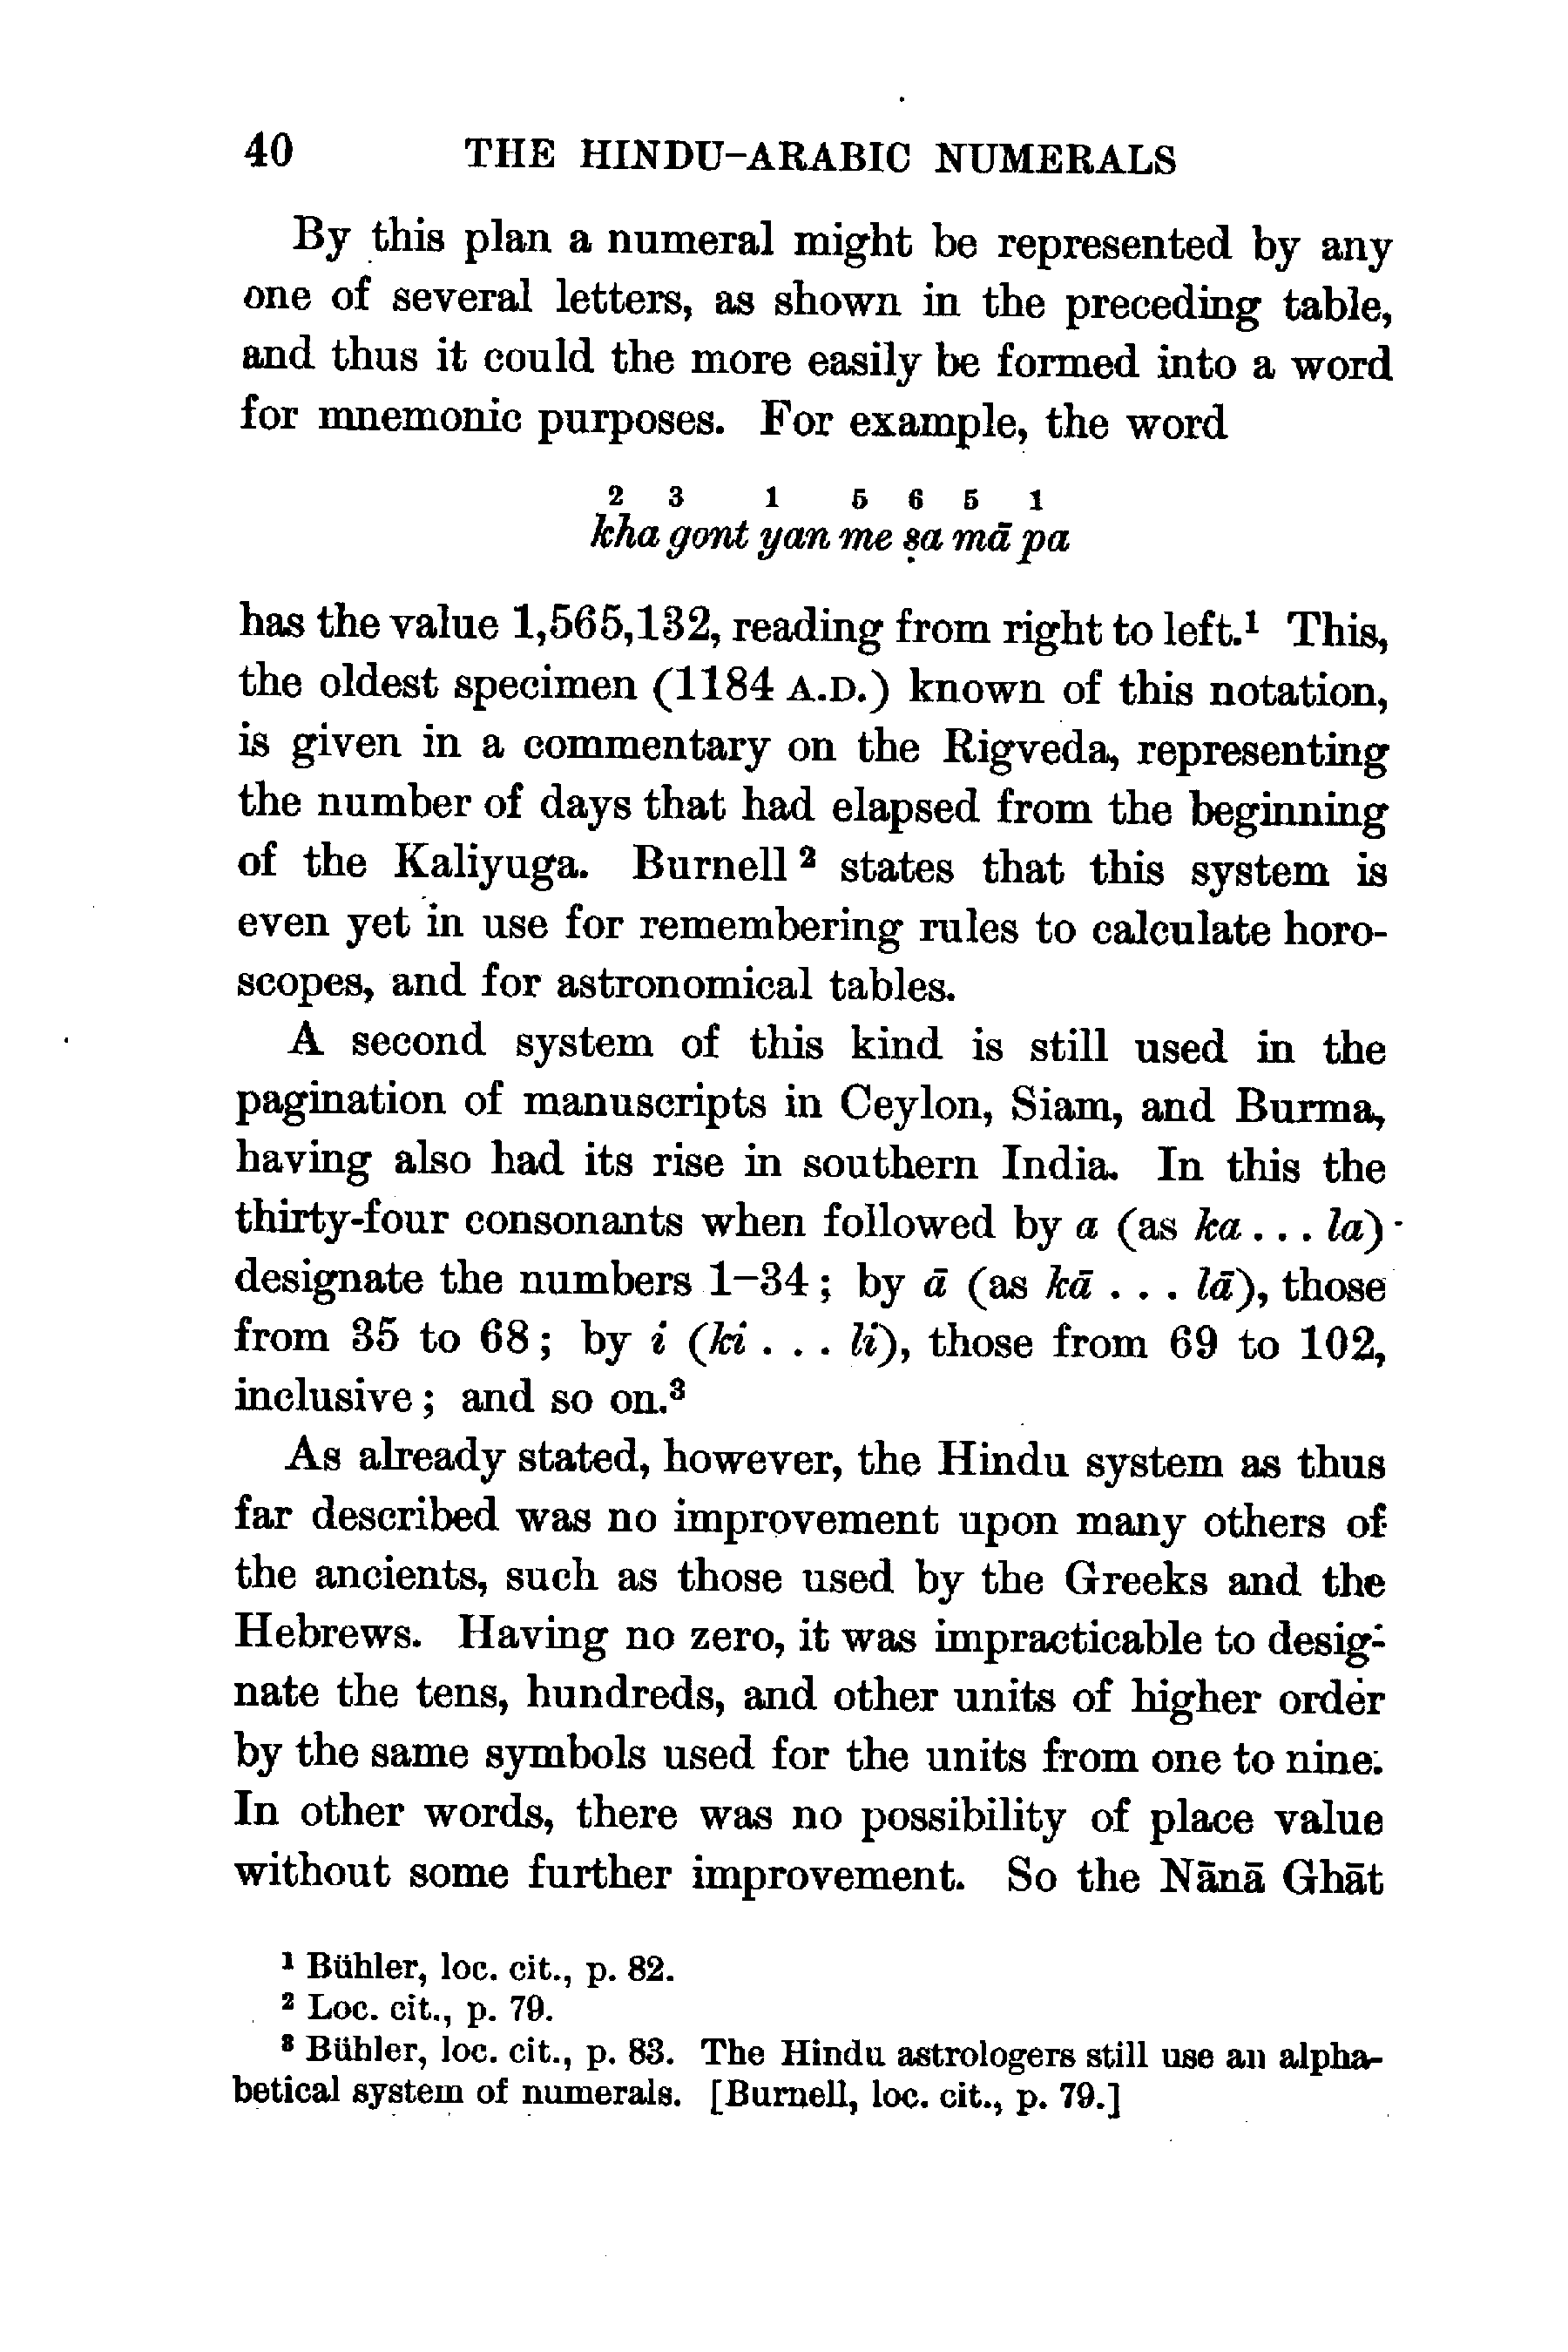 40 THE HINDU-ARABIC NUMERALS
By this plan a numeral might be represented by any
one of several letters, as shown in the preceding table,
and thus it could the more easily be formed into a word
for mnemonic purposes. For example, the word
2 3 1 5 6 5 1
kha gont yan me ṣa mā pa
has the value 1,565,132, reading from right to left.¹ This,
the oldest specimen (1184 A.D.) known of this notation,
is given in a commentary on the Rigveda, representing
the number of days that had elapsed from the beginning
of the Kaliyuga. Burnell² states that this system is
even yet in use for remembering rules to calculate horo-
scopes, and for astronomical tables.
A second system of this kind is still used in the
pagination of manuscripts in Ceylon, Siam, and Burma,
having also had its rise in southern India. In this the
thirty-four consonants when followed by a (as ka ... la)
designate the numbers 1–34; by ā (as kā ... lā), those
from 35 to 68; by i (ki ... li), those from 69 to 102,
inclusive; and so on.³
As already stated, however, the Hindu system as thus
far described was no improvement upon many others of
the ancients, such as those used by the Greeks and the
Hebrews. Having no zero, it was impracticable to desig-
nate the tens, hundreds, and other units of higher order
by the same symbols used for the units from one to nine.
In other words, there was no possibility of place value
without some further improvement. So the Nānā Ghāt
¹ Bühler, loc. cit., p. 82.
² Loc. cit., p. 79.
³ Bühler, loc. cit., p. 83. The Hindu astrologers still use an alpha-
betical system of numerals. [Burnell, loc. cit., p. 79.]